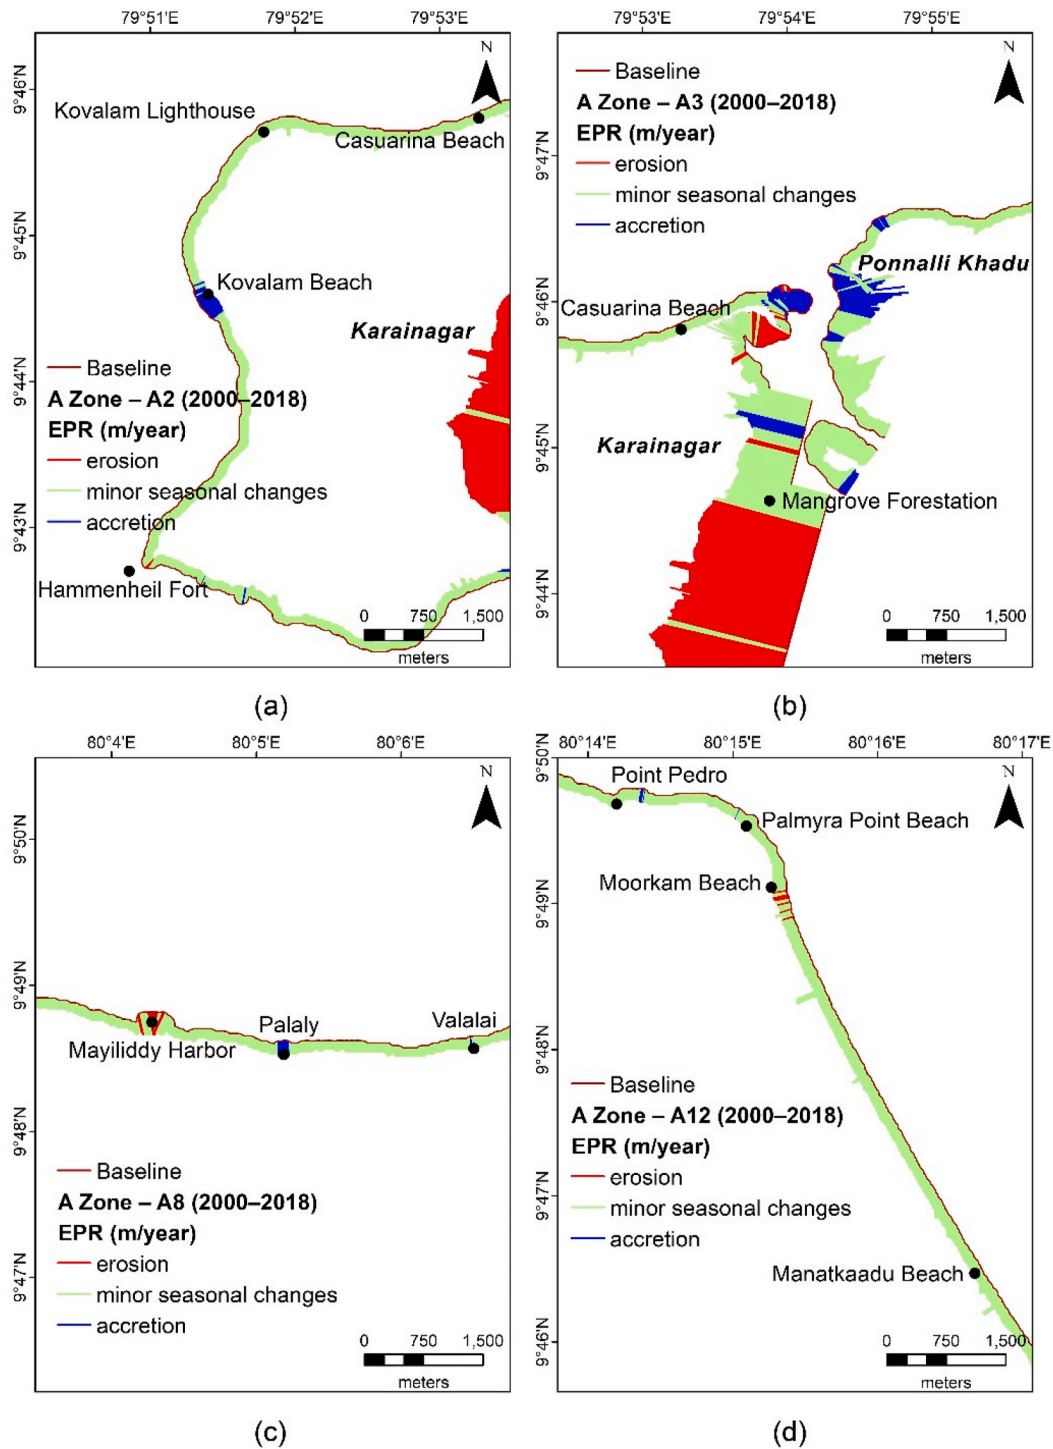 79°51'E 79°52'E 79°53'E
9°46'N
9°45'N
9°44'N
9°43'N
N
Kovalam Lighthouse
Casuarina Beach
Kovalam Beach
Karainagar
Baseline
A Zone – A2 (2000–2018)
EPR (m/year)
erosion
minor seasonal changes
accretion
Hammenheil Fort
0 750 1,500
meters
(a)
79°53'E 79°54'E 79°55'E
9°47'N
9°46'N
9°45'N
9°44'N
N
Baseline
A Zone – A3 (2000–2018)
EPR (m/year)
erosion
minor seasonal changes
accretion
Ponnalli Khadu
Casuarina Beach
Karainagar
Mangrove Forestation
0 750 1,500
meters
(b)
80°4'E 80°5'E 80°6'E
9°50'N
9°49'N
9°48'N
9°47'N
N
Palaly
Valalai
Mayiliddy Harbor
Baseline
A Zone – A8 (2000–2018)
EPR (m/year)
erosion
minor seasonal changes
accretion
0 750 1,500
meters
(c)
80°14'E 80°15'E 80°16'E 80°17'E
9°50'N
9°49'N
9°48'N
9°47'N
9°46'N
N
Point Pedro
Palmyra Point Beach
Moorkam Beach
Baseline
A Zone – A12 (2000–2018)
EPR (m/year)
erosion
minor seasonal changes
accretion
Manatkaadu Beach
0 750 1,500
meters
(d)